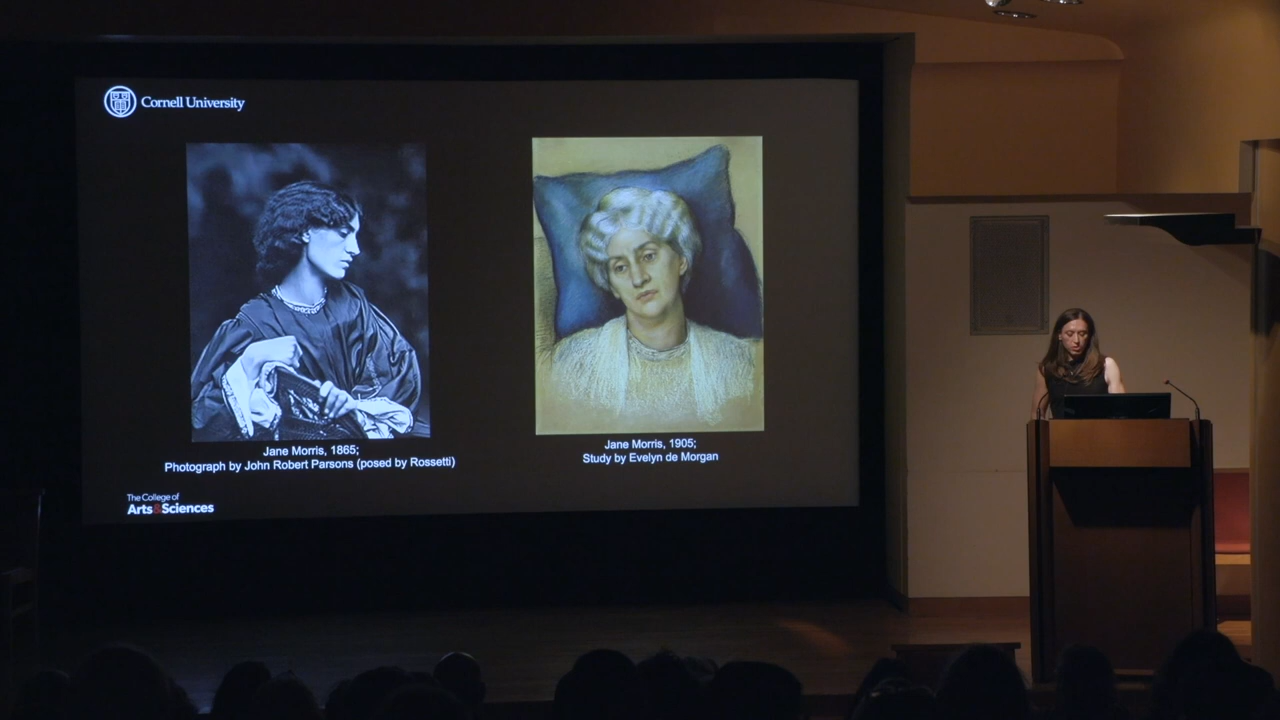 Cornell University
Jane Morris, 1865;
Photograph by John Robert Parsons (posed by Rossetti)
Jane Morris, 1905;
Study by Evelyn de Morgan
The College of
Arts&Sciences